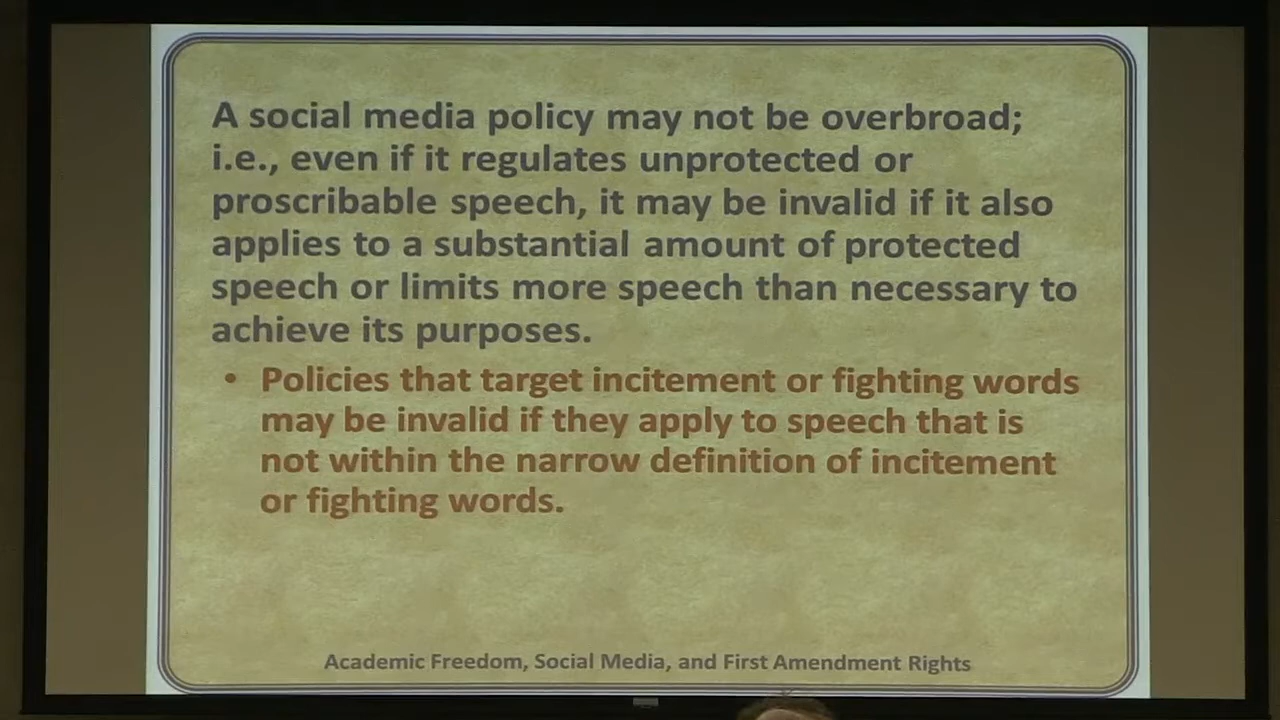 A social media policy may not be overbroad;
i.e., even if it regulates unprotected or
proscribable speech, it may be invalid if it also
applies to a substantial amount of protected
speech or limits more speech than necessary to
achieve its purposes.
• Policies that target incitement or fighting words
may be invalid if they apply to speech that is
not within the narrow definition of incitement
or fighting words.
Academic Freedom, Social Media, and First Amendment Rights